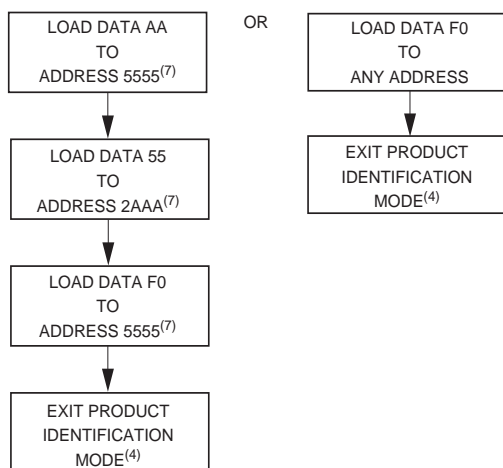 LOAD DATA AA
TO
ADDRESS 5555(7)
LOAD DATA 55
TO
ADDRESS 2AAA(7)
LOAD DATA F0
TO
ADDRESS 5555(7)
EXIT PRODUCT
IDENTIFICATION
MODE(4)
OR
LOAD DATA F0
TO
ANY ADDRESS
EXIT PRODUCT
IDENTIFICATION
MODE(4)